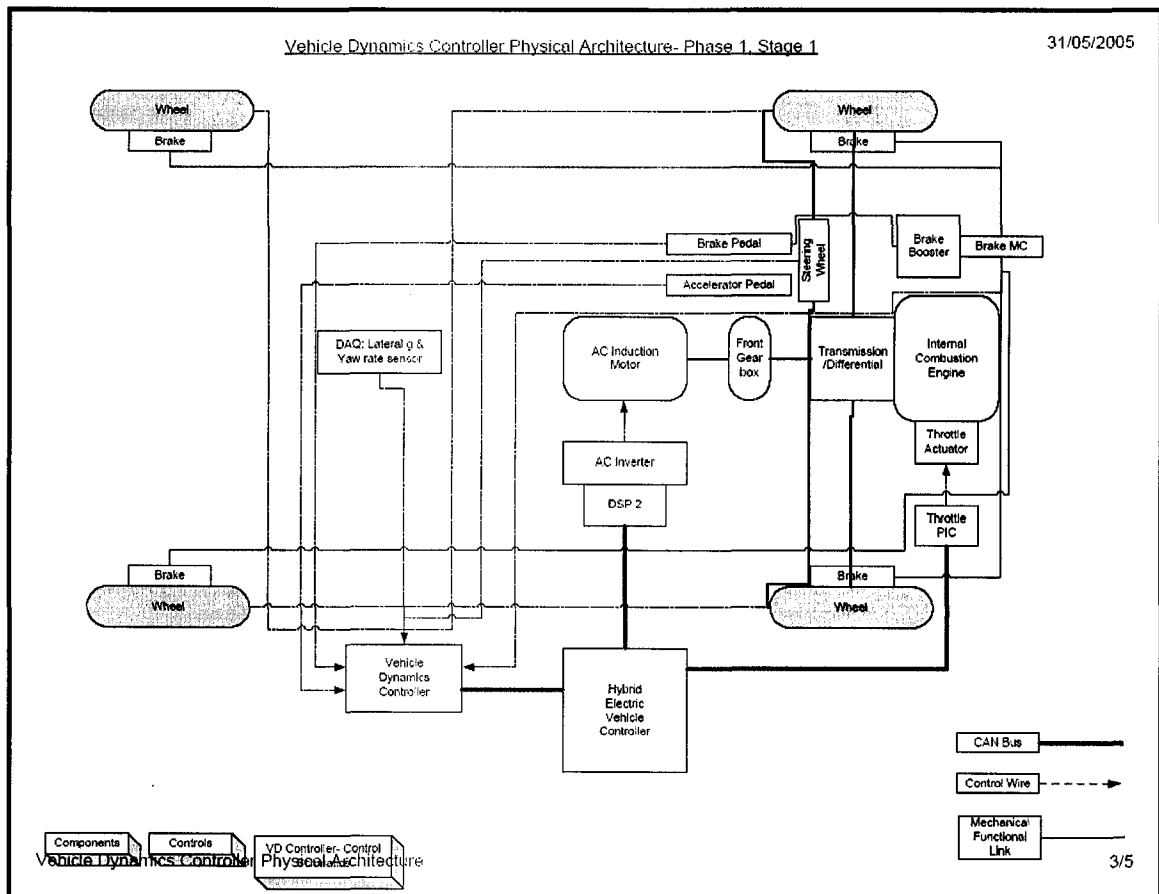 Vehicle Dynamics Controller Physical Architecture- Phase 1, Stage 1
31/05/2005
Wheel
Brake
Wheel
Brake
Brake Pedal
Steering
Wheel
Brake
Booster
Brake MC
Accelerator Pedal
DAQ: Lateral g &
Yaw rate sensor
AC Induction
Motor
Front
Gear
box
Transmission
/Differential
Internal
Combustion
Engine
Throttle
Actuator
AC Inverter
DSP 2
Throttle
PIC
Brake
Wheel
Brake
Wheel
Vehicle
Dynamics
Controller
Hybrid
Electric
Vehicle
Controller
CAN Bus
Control Wire
Mechanical
Functional
Link
Components
Controls
VD Controller- Control
Vehicle Dynamics Controller Physical Architecture
3/5